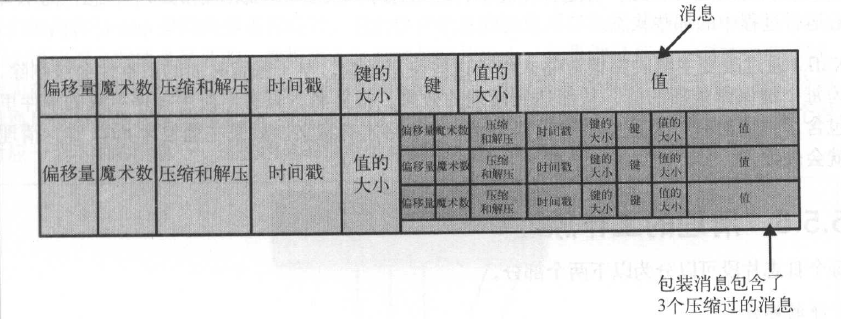 消息
偏移量 魔术数 压缩和解压 时间戳 键的大小 键 值的大小 值
偏移量 魔术数 压缩和解压 时间戳 值的大小
偏移量 魔术数 压缩和解压 时间戳 键的大小 键 值的大小 值
偏移量 魔术数 压缩和解压 时间戳 键的大小 键 值的大小 值
偏移量 魔术数 压缩和解压 时间戳 键的大小 键 值的大小 值
包装消息包含了
3个压缩过的消息